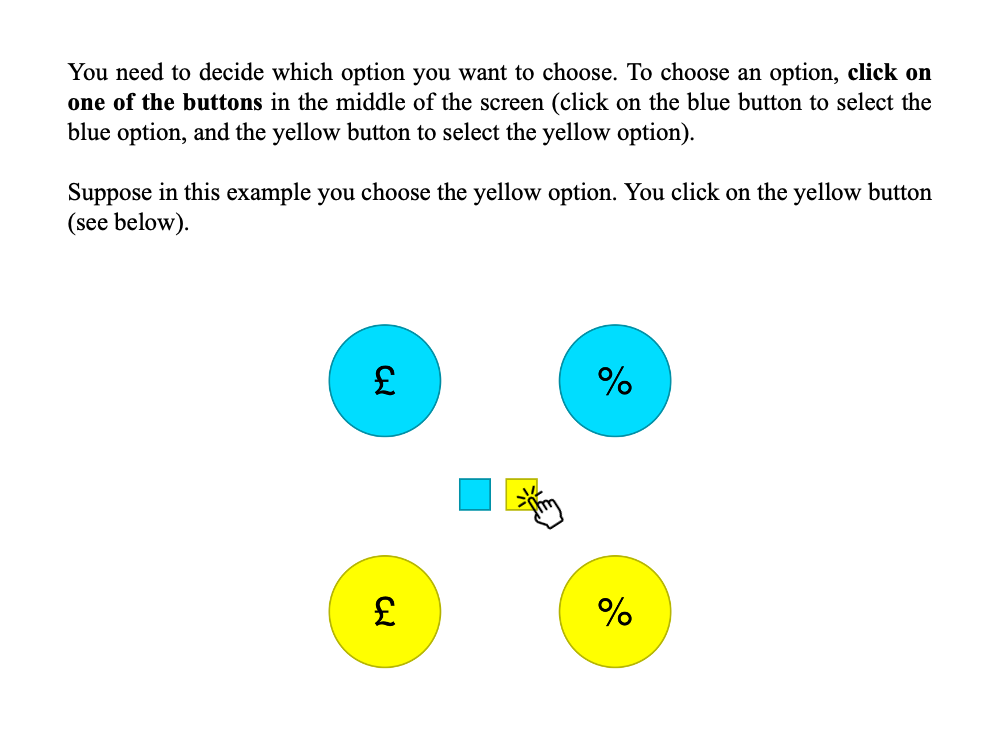 You need to decide which option you want to choose. To choose an option, click on
one of the buttons in the middle of the screen (click on the blue button to select the
blue option, and the yellow button to select the yellow option).
Suppose in this example you choose the yellow option. You click on the yellow button
(see below).
£ %
£ %